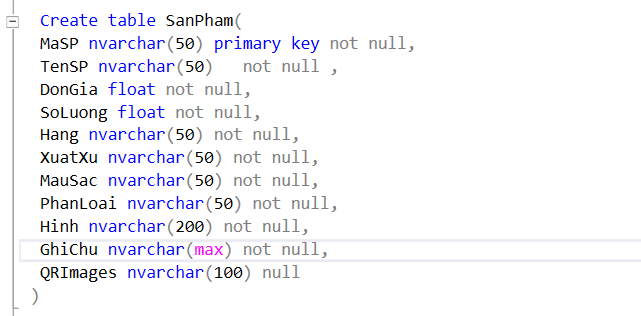 Create table SanPham(
MaSP nvarchar(50) primary key not null,
TenSP nvarchar(50)   not null ,
DonGia float not null,
SoLuong float not null,
Hang nvarchar(50) not null,
XuatXu nvarchar(50) not null,
MauSac nvarchar(50) not null,
PhanLoai nvarchar(50) not null,
Hinh nvarchar(200) not null,
GhiChu nvarchar(max) not null,
QRImages nvarchar(100) null
)